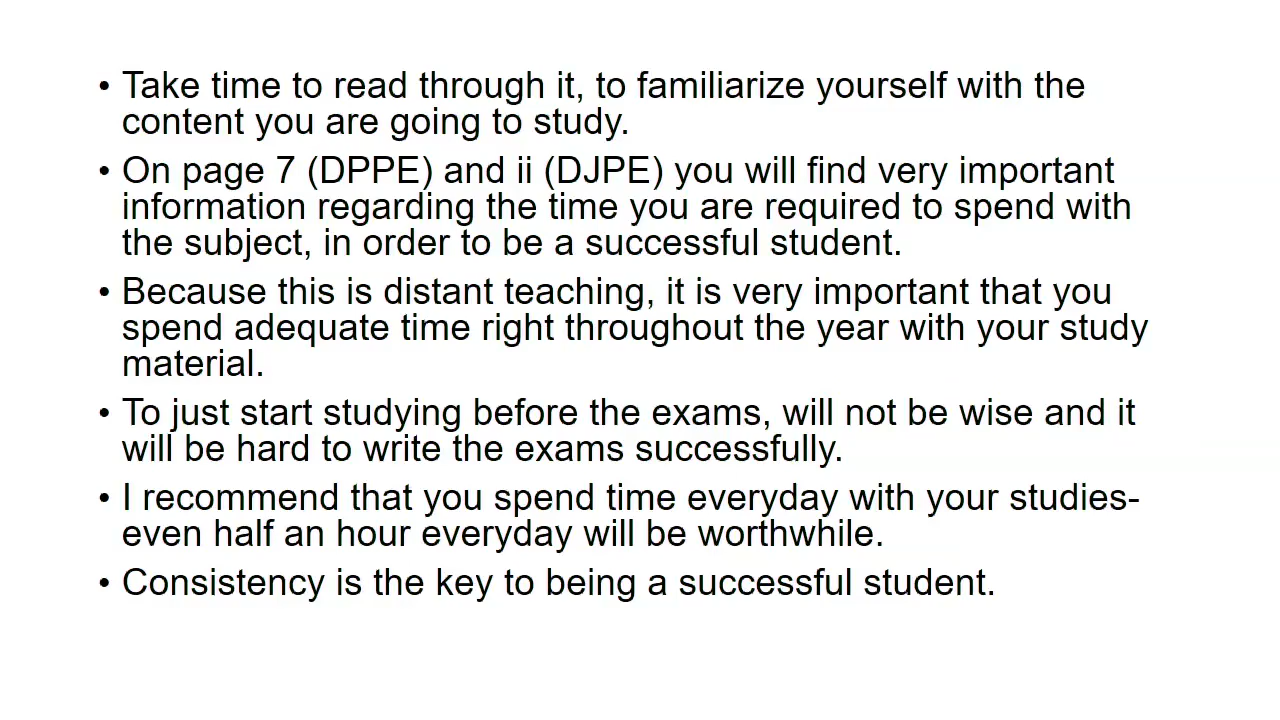 • Take time to read through it, to familiarize yourself with the
content you are going to study.
• On page 7 (DPPE) and ii (DJPE) you will find very important
information regarding the time you are required to spend with
the subject, in order to be a successful student.
• Because this is distant teaching, it is very important that you
spend adequate time right throughout the year with your study
material.
• To just start studying before the exams, will not be wise and it
will be hard to write the exams successfully.
• I recommend that you spend time everyday with your studies-
even half an hour everyday will be worthwhile.
• Consistency is the key to being a successful student.